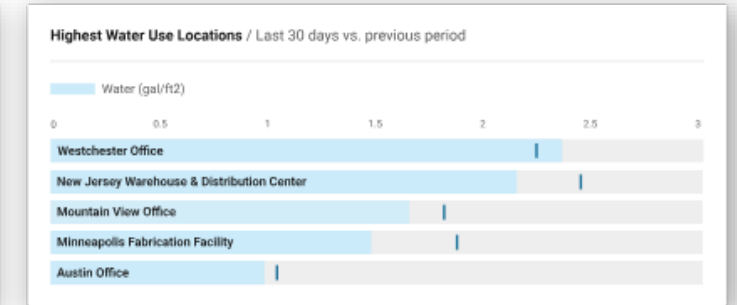 Highest Water Use Locations / Last 30 days vs. previous period
Water (gal/ft2)
0 0.5 1 1.5 2 2.5 3
Westchester Office
New Jersey Warehouse & Distribution Center
Mountain View Office
Minneapolis Fabrication Facility
Austin Office